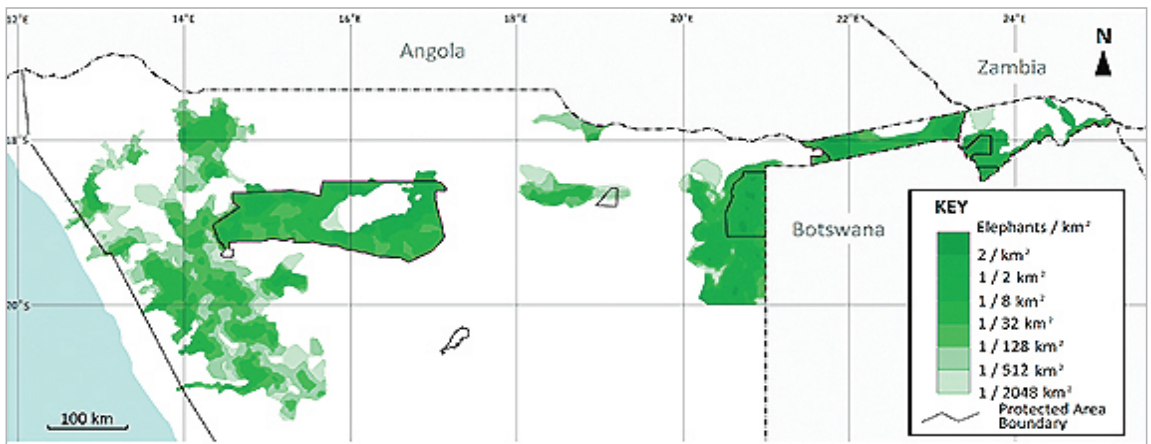 12°E 14°E 16°E 18°E 20°E 22°E 24°E
Angola
Zambia
N
18°S
Botswana
20°S
100 km
KEY
Elephants / km²
2 / km²
1 / 2 km²
1 / 8 km²
1 / 32 km²
1 / 128 km²
1 / 512 km²
1 / 2048 km²
Protected Area
Boundary